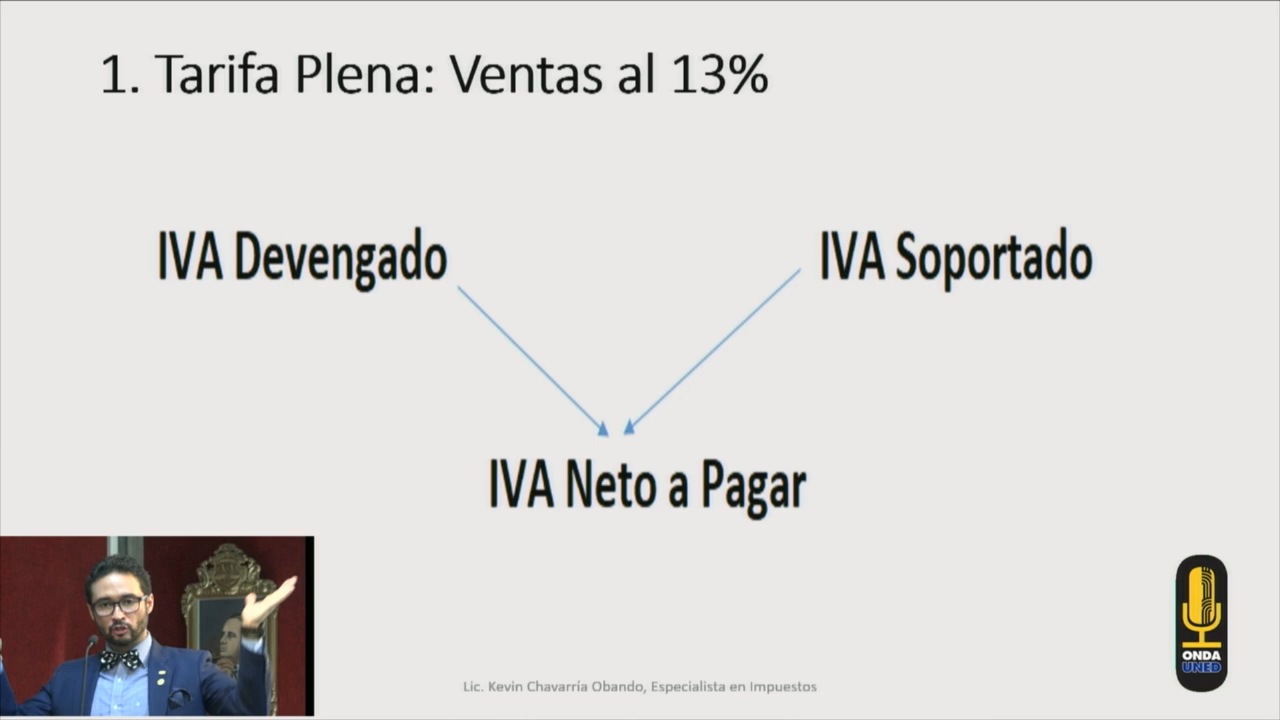 1. Tarifa Plena: Ventas al 13%
IVA Devengado
IVA Soportado
IVA Neto a Pagar
ONDA
UNED
Lic. Kevin Chavarría Obando, Especialista en Impuestos